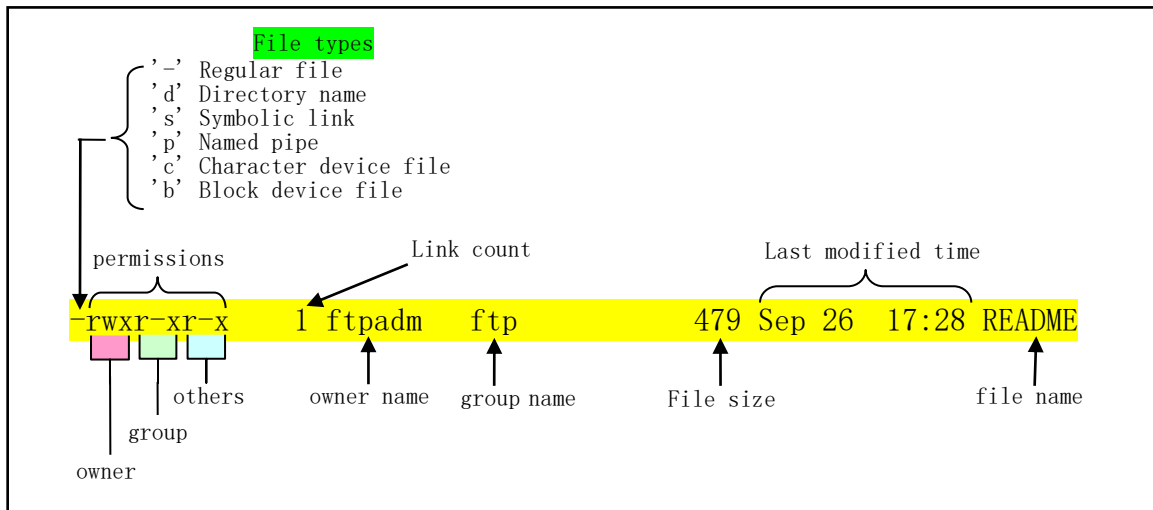 File types
'-' Regular file
'd' Directory name
's' Symbolic link
'p' Named pipe
'c' Character device file
'b' Block device file
permissions
Link count
Last modified time
-rwxr-xr-x 1 ftpadm ftp 479 Sep 26 17:28 README
others
owner name
group name
File size
file name
group
owner